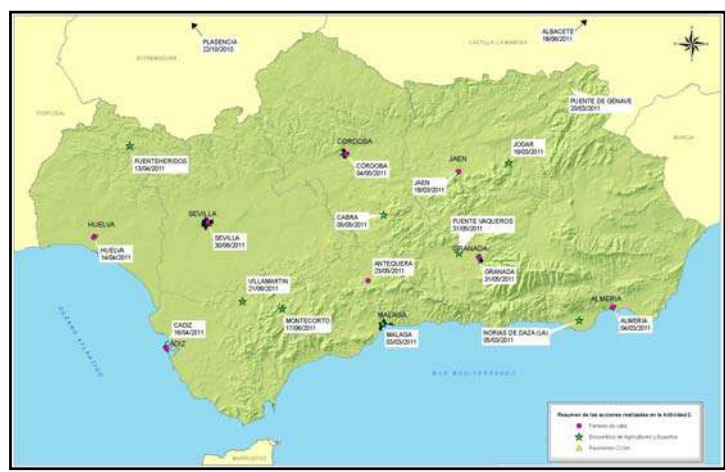 PLASENCIA
22/10/2010
ALBACETE
18/06/2011
EXTREMADURA
CASTILLA-LA MANCHA
PORTUGAL
MURCIA
PUENTE DE GENAVE
20/03/2011
CÓRDOBA
CÓRDOBA
04/05/2011
JAEN
JAEN
18/03/2011
JODAR
19/03/2011
FUENTEHERIDOS
13/04/2011
SEVILLA
SEVILLA
30/06/2011
CABRA
05/05/2011
FUENTE VAQUEROS
31/05/2011
HUELVA
HUELVA
14/04/2011
GRANADA
GRANADA
31/05/2011
ANTEQUERA
25/05/2011
VILLAMARTIN
21/06/2011
MONTECORTO
17/06/2011
ALMERIA
ALMERIA
04/03/2011
NORIAS DE DAZA (LA)
05/03/2011
MALAGA
MALAGA
03/03/2011
CADIZ
16/04/2011
CADIZ
OCEANO ATLANTICO
MAR MEDITERRANEO
MARRUECOS
Resumen de las acciones realizadas en la Actividad 2.
Encuentros de Agricultores y Expertos